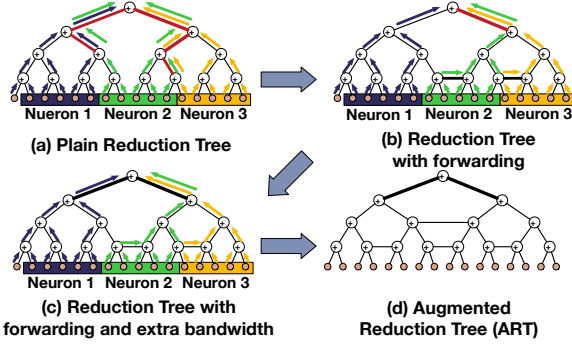 + +
+ + + +
+ + + + + + + +
+ + + + + + + + + + + + + + + +
Nueron 1 Neuron 2 Neuron 3 Neuron 1 Neuron 2 Neuron 3
(a) Plain Reduction Tree
(b) Reduction Tree
with forwarding
+ +
+ + + +
+ + + + + + + +
+ + + + + + + + + + + + + + + +
Neuron 1 Neuron 2 Neuron 3
(c) Reduction Tree with
forwarding and extra bandwidth
(d) Augmented
Reduction Tree (ART)